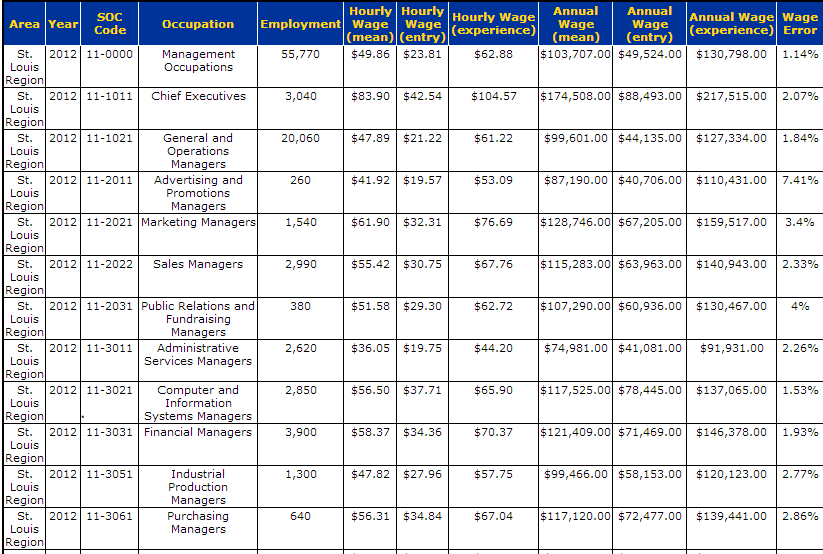 Area Year SOC Code Occupation Employment Hourly Wage (mean) Hourly Wage (entry) Hourly Wage (experience) Annual Wage (mean) Annual Wage (entry) Annual Wage (experience) Wage Error
St. Louis Region 2012 11-0000 Management Occupations 55,770 $49.86 $23.81 $62.88 $103,707.00 $49,524.00 $130,798.00 1.14%
St. Louis Region 2012 11-1011 Chief Executives 3,040 $83.90 $42.54 $104.57 $174,508.00 $88,493.00 $217,515.00 2.07%
St. Louis Region 2012 11-1021 General and Operations Managers 20,060 $47.89 $21.22 $61.22 $99,601.00 $44,135.00 $127,334.00 1.84%
St. Louis Region 2012 11-2011 Advertising and Promotions Managers 260 $41.92 $19.57 $53.09 $87,190.00 $40,706.00 $110,431.00 7.41%
St. Louis Region 2012 11-2021 Marketing Managers 1,540 $61.90 $32.31 $76.69 $128,746.00 $67,205.00 $159,517.00 3.4%
St. Louis Region 2012 11-2022 Sales Managers 2,990 $55.42 $30.75 $67.76 $115,283.00 $63,963.00 $140,943.00 2.33%
St. Louis Region 2012 11-2031 Public Relations and Fundraising Managers 380 $51.58 $29.30 $62.72 $107,290.00 $60,936.00 $130,467.00 4%
St. Louis Region 2012 11-3011 Administrative Services Managers 2,620 $36.05 $19.75 $44.20 $74,981.00 $41,081.00 $91,931.00 2.26%
St. Louis Region 2012 11-3021 Computer and Information Systems Managers 2,850 $56.50 $37.71 $65.90 $117,525.00 $78,445.00 $137,065.00 1.53%
St. Louis Region 2012 11-3031 Financial Managers 3,900 $58.37 $34.36 $70.37 $121,409.00 $71,469.00 $146,378.00 1.93%
St. Louis Region 2012 11-3051 Industrial Production Managers 1,300 $47.82 $27.96 $57.75 $99,466.00 $58,153.00 $120,123.00 2.77%
St. Louis Region 2012 11-3061 Purchasing Managers 640 $56.31 $34.84 $67.04 $117,120.00 $72,477.00 $139,441.00 2.86%